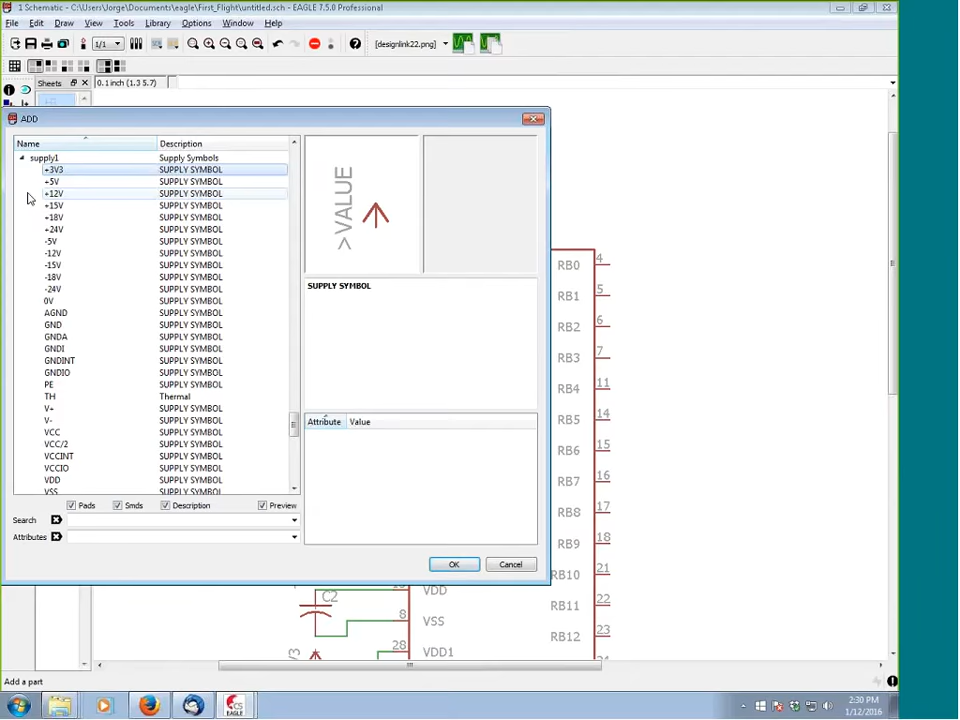 1 Schematic - C:\Users\Jorge\Documents\eagle\First_Flight\untitled.sch - EAGLE 7.5.0 Professional
File Edit Draw View Tools Library Options Window Help
1/1 [designlink22.png]
Sheets 0.1 inch (1.3 5.7)
ADD
Name Description
supply1 Supply Symbols
+3V3 SUPPLY SYMBOL
+5V SUPPLY SYMBOL
+12V SUPPLY SYMBOL
+15V SUPPLY SYMBOL
+18V SUPPLY SYMBOL
+24V SUPPLY SYMBOL
-5V SUPPLY SYMBOL
-12V SUPPLY SYMBOL
-15V SUPPLY SYMBOL
-18V SUPPLY SYMBOL
-24V SUPPLY SYMBOL
0V SUPPLY SYMBOL
AGND SUPPLY SYMBOL
GND SUPPLY SYMBOL
GNDA SUPPLY SYMBOL
GNDI SUPPLY SYMBOL
GNDINT SUPPLY SYMBOL
GNDIO SUPPLY SYMBOL
PE SUPPLY SYMBOL
TH Thermal
V+ SUPPLY SYMBOL
V- SUPPLY SYMBOL
VCC SUPPLY SYMBOL
VCC/2 SUPPLY SYMBOL
VCCINT SUPPLY SYMBOL
VCCIO SUPPLY SYMBOL
VDD SUPPLY SYMBOL
VSS SUPPLY SYMBOL
Pads Smds Description Preview
Search
Attributes
>VALUE
SUPPLY SYMBOL
Attribute Value
OK Cancel
RB0 4
RB1 5
RB2 6
RB3 7
RB4 11
RB5 14
RB6 15
RB7 16
RB8 17
RB9 18
RB10 21
RB11 22
RB12 23
C2
VDD
8 VSS
28 VDD1
Add a part
CS
EAGLE
2:30 PM
1/12/2016